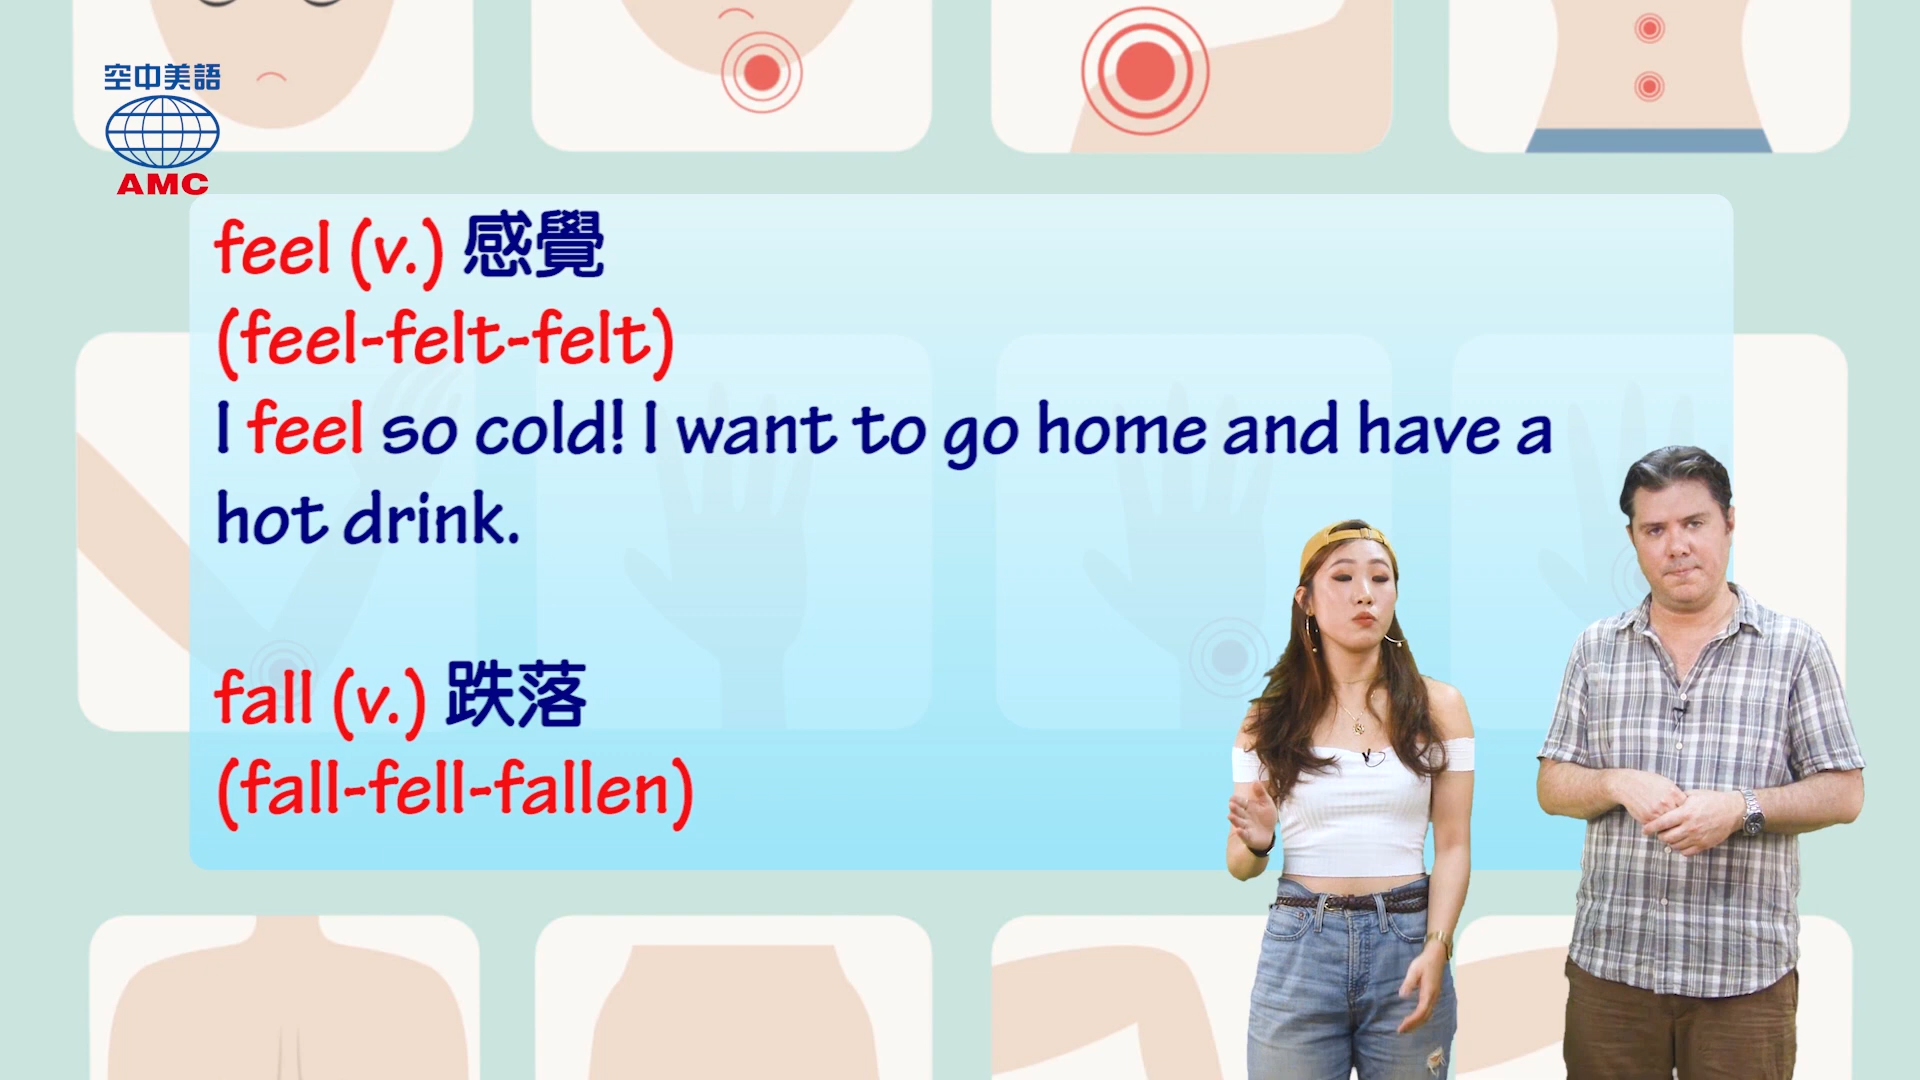 空中美語
AMC
feel (v.) 感覺
(feel-felt-felt)
I feel so cold! I want to go home and have a
hot drink.
fall (v.) 跌落
(fall-fell-fallen)